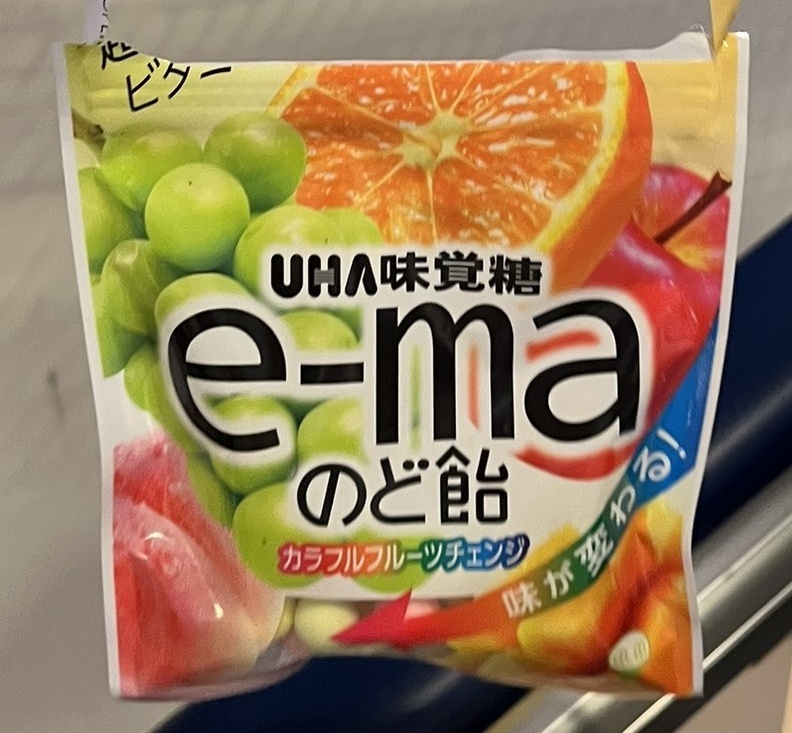 超
ビター
UHA味覚糖
e-ma
のど飴
カラフルフルーツチェンジ
味が変わる!